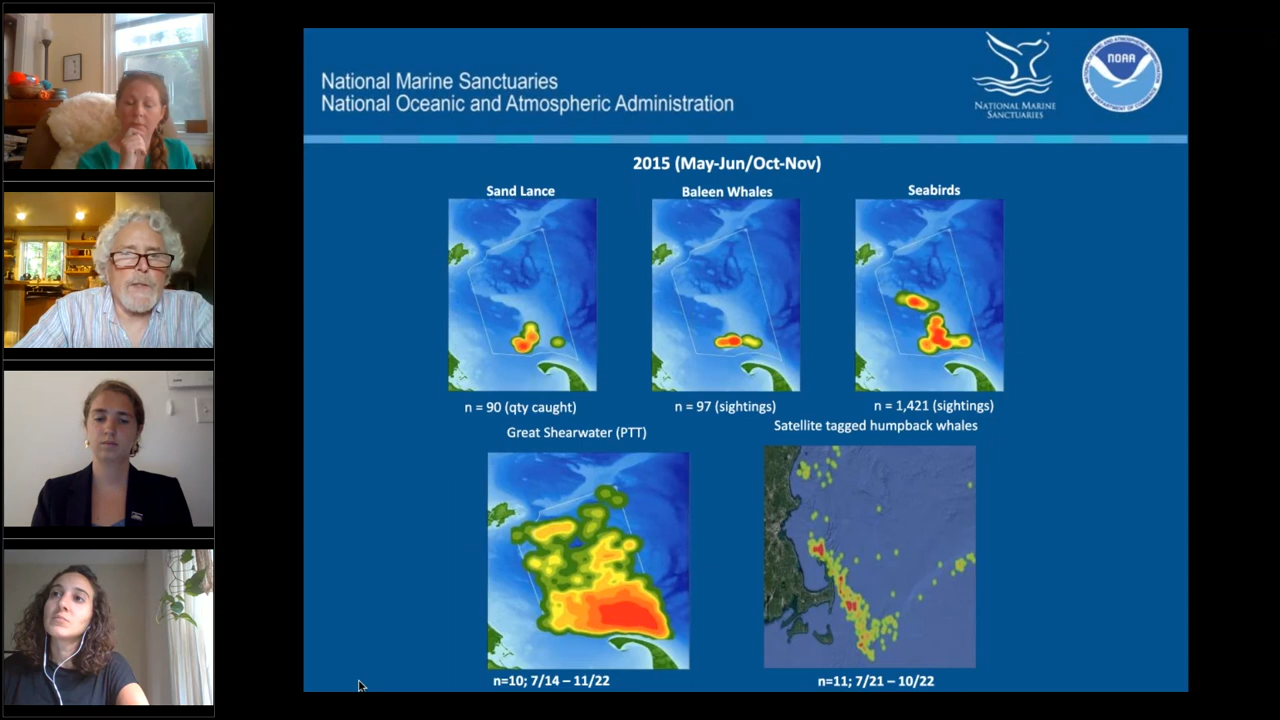 National Marine Sanctuaries
National Oceanic and Atmospheric Administration
NATIONAL MARINE
SANCTUARIES
NOAA
2015 (May-Jun/Oct-Nov)
Sand Lance
Baleen Whales
Seabirds
n = 90 (qty caught)
n = 97 (sightings)
n = 1,421 (sightings)
Great Shearwater (PTT)
Satellite tagged humpback whales
n=10; 7/14 – 11/22
n=11; 7/21 – 10/22